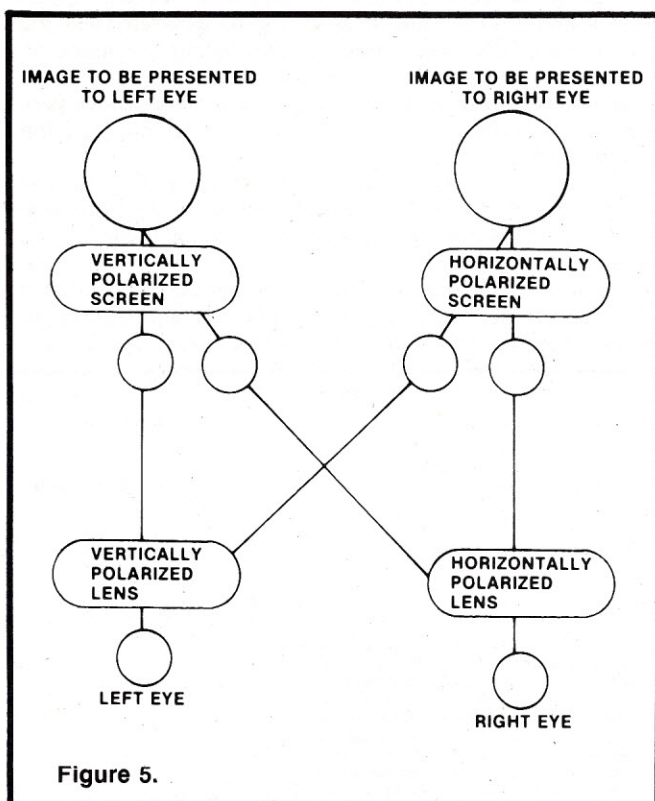 IMAGE TO BE PRESENTED
TO LEFT EYE
IMAGE TO BE PRESENTED
TO RIGHT EYE
VERTICALLY
POLARIZED
SCREEN
HORIZONTALLY
POLARIZED
SCREEN
VERTICALLY
POLARIZED
LENS
HORIZONTALLY
POLARIZED
LENS
LEFT EYE
RIGHT EYE
Figure 5.